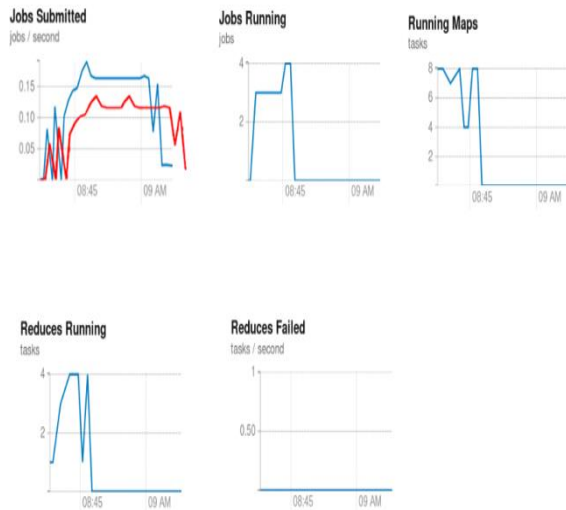 Jobs Submitted
jobs / second
0.15
0.10
0.05
08:45 09 AM
Jobs Running
jobs
4
2
08:45 09 AM
Running Maps
tasks
8
6
4
2
08:45 09 AM
Reduces Running
tasks
4
2
08:45 09 AM
Reduces Failed
tasks / second
1
0.50
08:45 09 AM